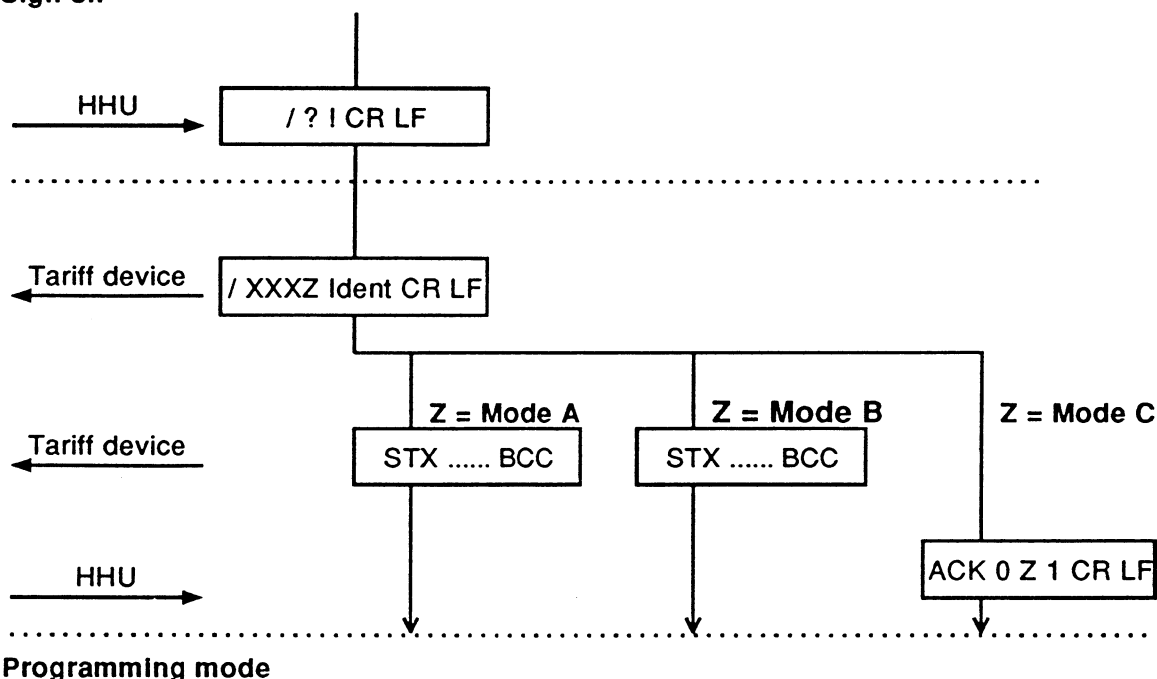 HHU
/ ? ! CR LF
Tariff device
/ XXXZ Ident CR LF
Z = Mode A
Z = Mode B
Z = Mode C
Tariff device
STX ...... BCC
STX ...... BCC
HHU
ACK 0 Z 1 CR LF
Programming mode